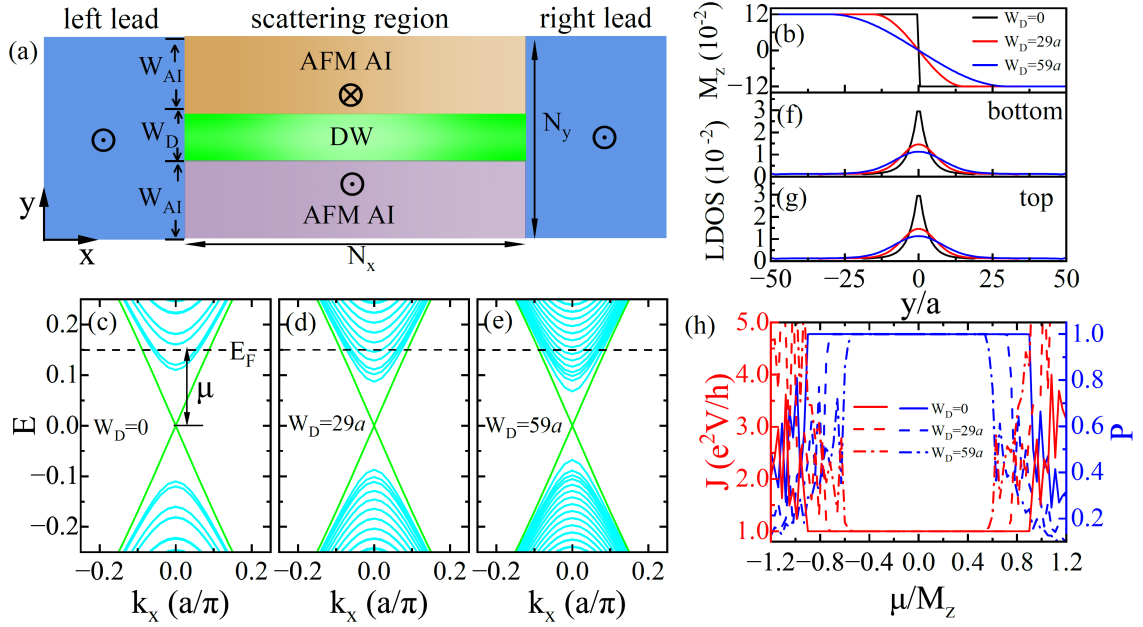 left lead scattering region right lead
(a)
W_AI
AFM AI
⊗
W_D
DW
N_y
⊙
⊙
W_AI
⊙
AFM AI
y
x
N_x
M_z (10⁻²)
12
0
−12
(b)
W_D=0
W_D=29a
W_D=59a
LDOS (10⁻²)
3
2
1
0
(f)
bottom
3
2
1
0
(g)
top
−50 −25 0 25 50
y/a
E
0.2
0.1
0.0
−0.1
−0.2
(c)
E_F
μ
W_D=0
−0.2 0.0 0.2
k_x (a/π)
(d)
W_D=29a
−0.2 0.0 0.2
k_x (a/π)
(e)
W_D=59a
−0.2 0.0 0.2
k_x (a/π)
(h)
J (e²V/h)
5.0
4.0
3.0
2.0
1.0
W_D=0
W_D=29a
W_D=59a
1.0
0.8
0.6
0.4
0.2
P
−1.2 −0.8 −0.4 0.0 0.4 0.8 1.2
μ/M_z